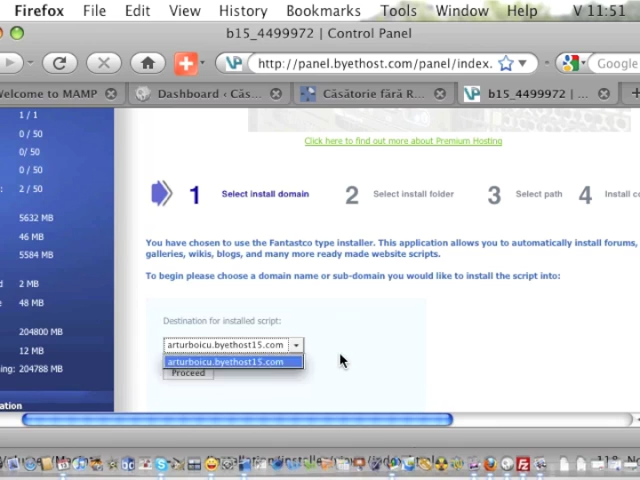 Firefox File Edit View History Bookmarks Tools Window Help V 11:51
b15_4499972 | Control Panel
http://panel.byethost.com/panel/index. Google
elcome to MAMP Dashboard ‹ Căs... Căsătorie fără R... b15_4499972 | ...
1 / 1
0 / 50
0/ 50
0 / 50
: 2 / 50
5632 MB
46 MB
5584 MB
2 MB
48 MB
204800 MB
12 MB
ing: 204788 MB
ation
Click here to find out more about Premium Hosting
1 Select install domain 2 Select install folder 3 Select path 4 Install co
You have chosen to use the Fantastco type installer. This application allows you to automatically install forums,
galleries, wikis, blogs, and many more ready made website scripts.
To begin please choose a domain name or sub-domain you would like to install the script into:
Destination for installed script:
arturboicu.byethost15.com
arturboicu.byethost15.com
Proceed